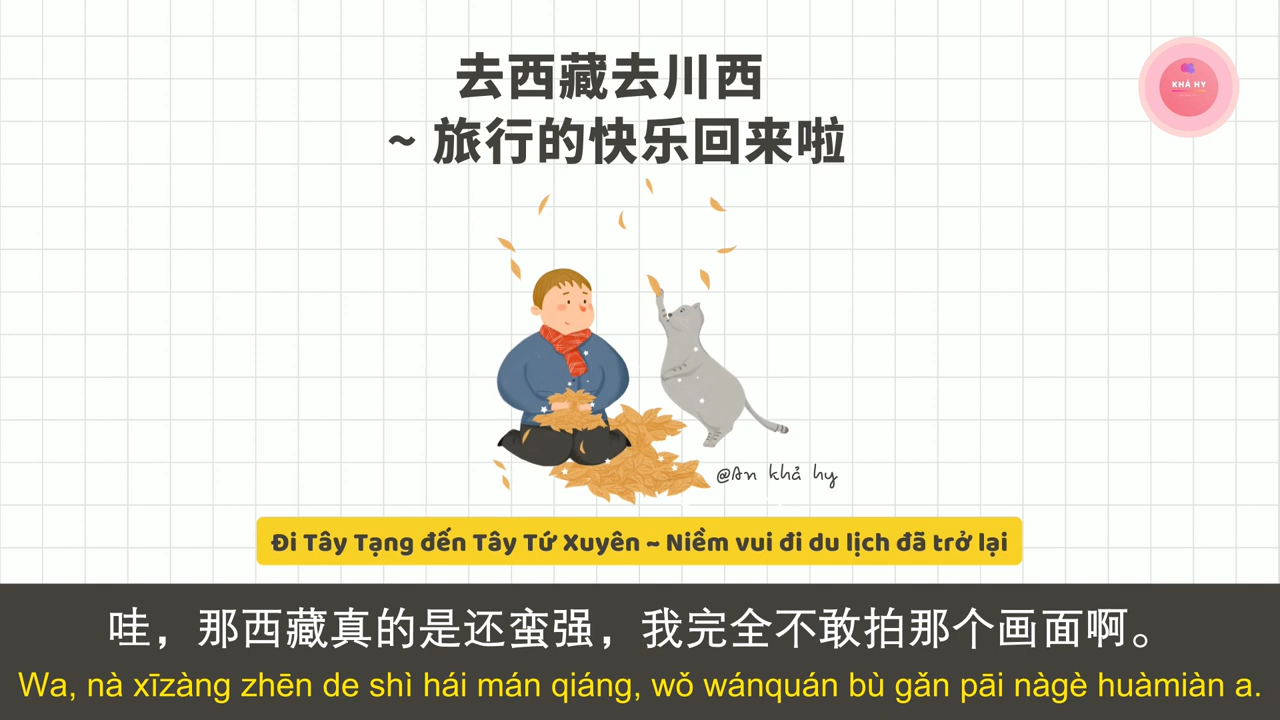 去西藏去川西
~ 旅行的快乐回来啦
KHẢ HY
@An khả hy
Đi Tây Tạng đến Tây Tứ Xuyên ~ Niềm vui đi du lịch đã trở lại
哇，那西藏真的是还蛮强，我完全不敢拍那个画面啊。
Wa, nà xīzàng zhēn de shì hái mán qiáng, wǒ wánquán bù gǎn pāi nàgè huàmiàn a.